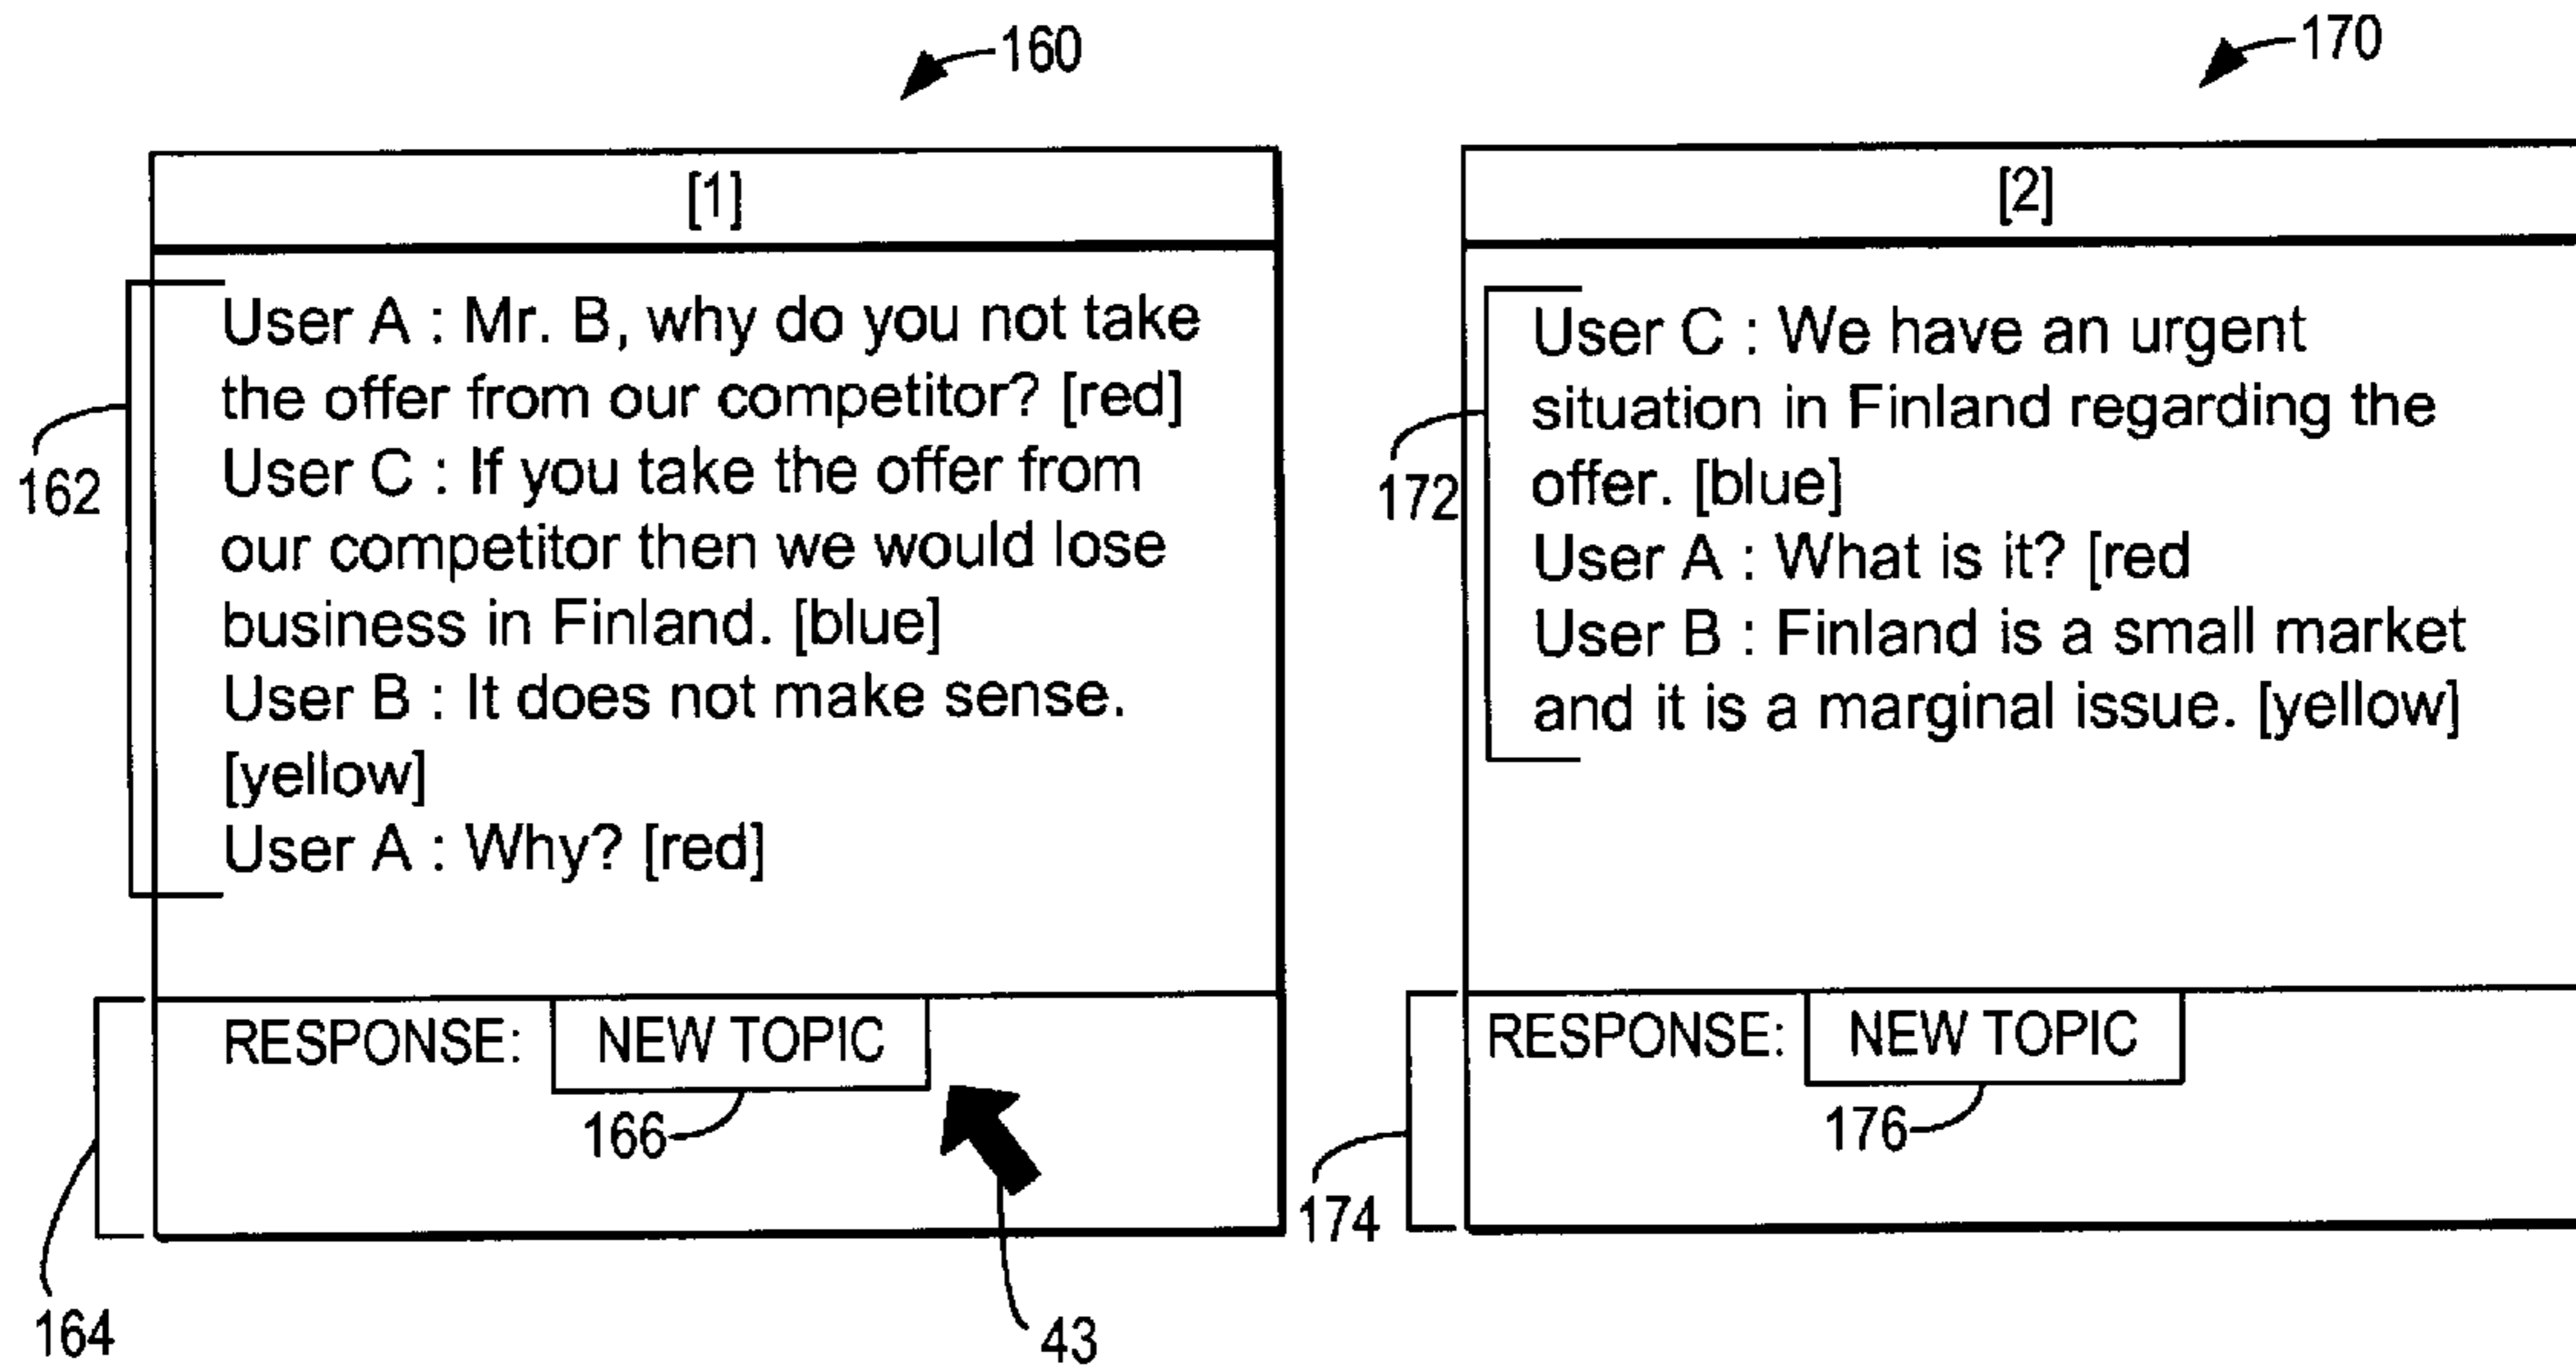 160
[1]
User A : Mr. B, why do you not take
the offer from our competitor? [red]
User C : If you take the offer from
our competitor then we would lose
business in Finland. [blue]
User B : It does not make sense.
[yellow]
User A : Why? [red]
162
RESPONSE:
NEW TOPIC
166
164
43
170
[2]
User C : We have an urgent
situation in Finland regarding the
offer. [blue]
User A : What is it? [red
User B : Finland is a small market
and it is a marginal issue. [yellow]
172
RESPONSE:
NEW TOPIC
176
174